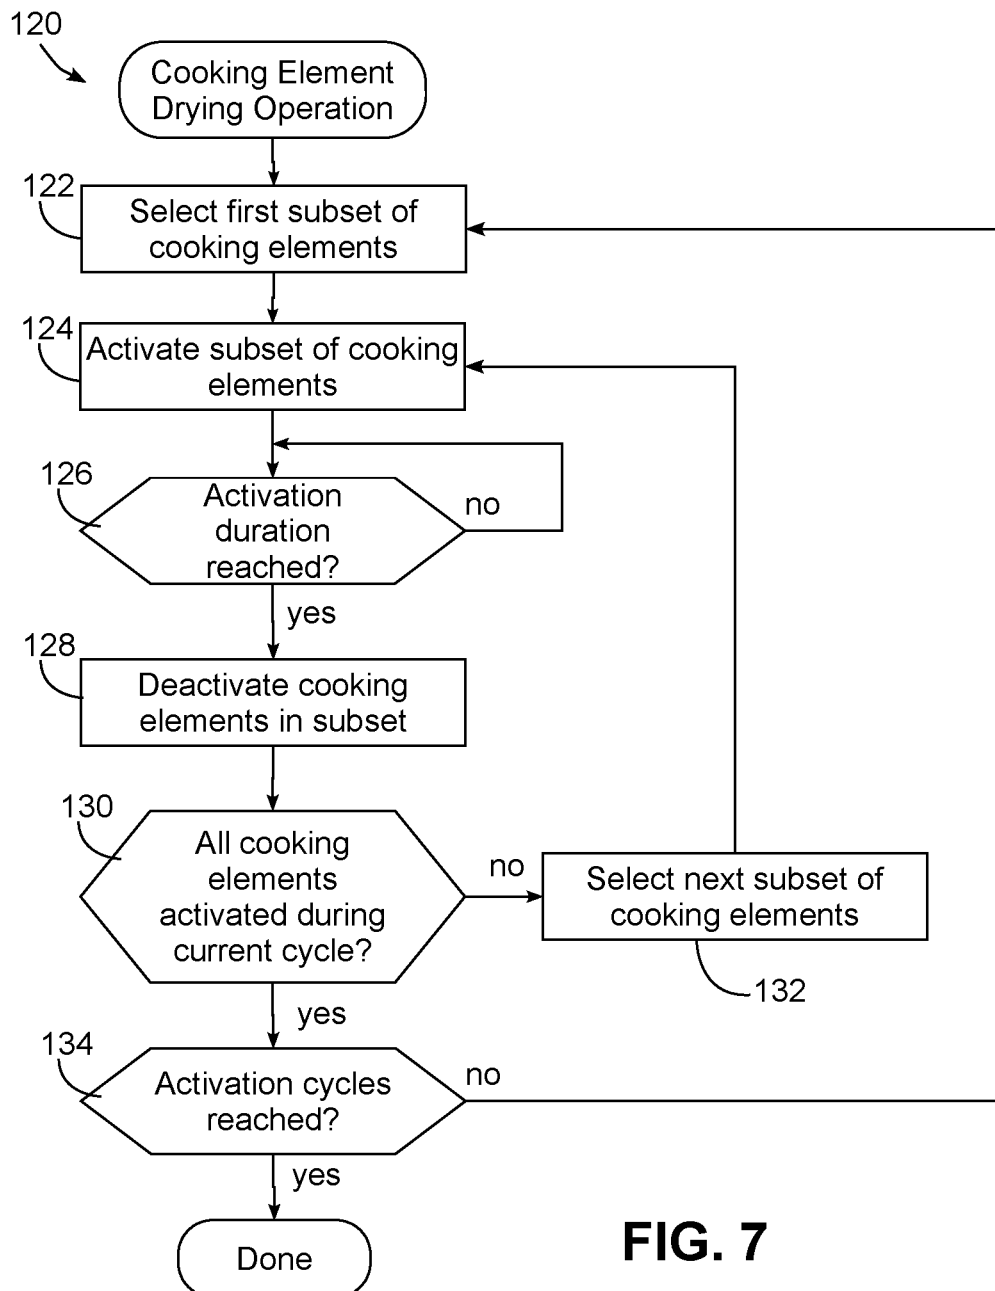 120
Cooking Element
Drying Operation
122
Select first subset of
cooking elements
124
Activate subset of cooking
elements
126
Activation
duration
reached?
no
yes
128
Deactivate cooking
elements in subset
130
All cooking
elements
activated during
current cycle?
no
Select next subset of
cooking elements
132
yes
134
Activation cycles
reached?
no
yes
Done
FIG. 7